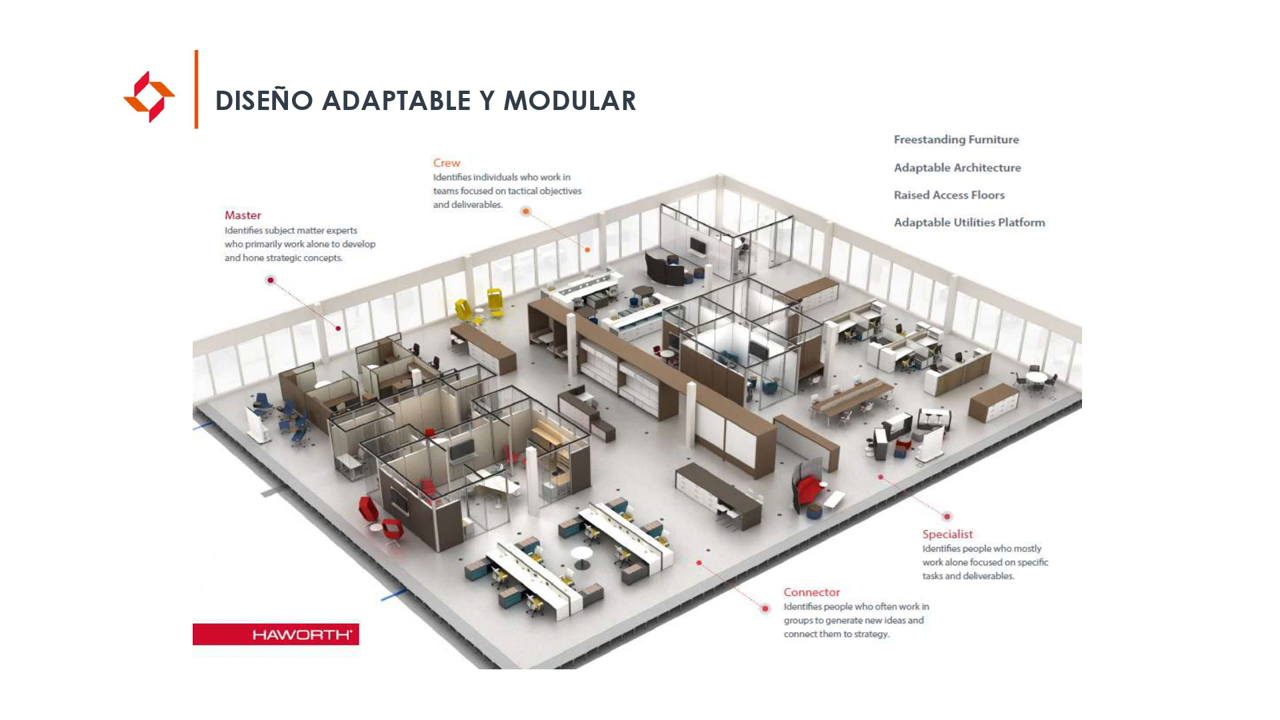 DISEÑO ADAPTABLE Y MODULAR
Freestanding Furniture
Adaptable Architecture
Raised Access Floors
Adaptable Utilities Platform
Crew
Identifies individuals who work in
teams focused on tactical objectives
and deliverables.
Master
Identifies subject matter experts
who primarily work alone to develop
and hone strategic concepts.
Specialist
Identifies people who mostly
work alone focused on specific
tasks and deliverables.
Connector
Identifies people who often work in
groups to generate new ideas and
connect them to strategy.
HAWORTH